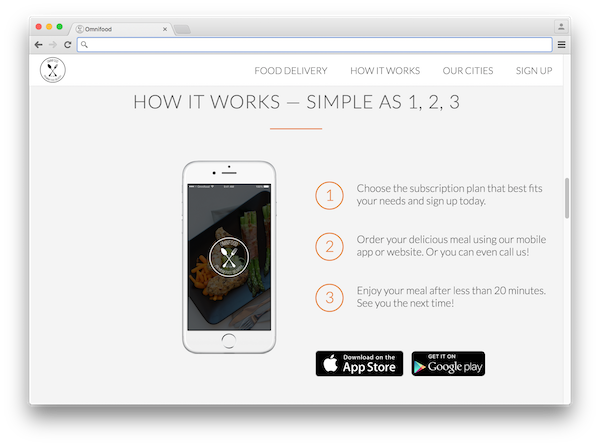 Omnifood
FOOD DELIVERY HOW IT WORKS OUR CITIES SIGN UP
HOW IT WORKS — SIMPLE AS 1, 2, 3
1 Choose the subscription plan that best fits
your needs and sign up today.
2 Order your delicious meal using our mobile
app or website. Or you can even call us!
3 Enjoy your meal after less than 20 minutes.
See you the next time!
Download on the
App Store
GET IT ON
Google play